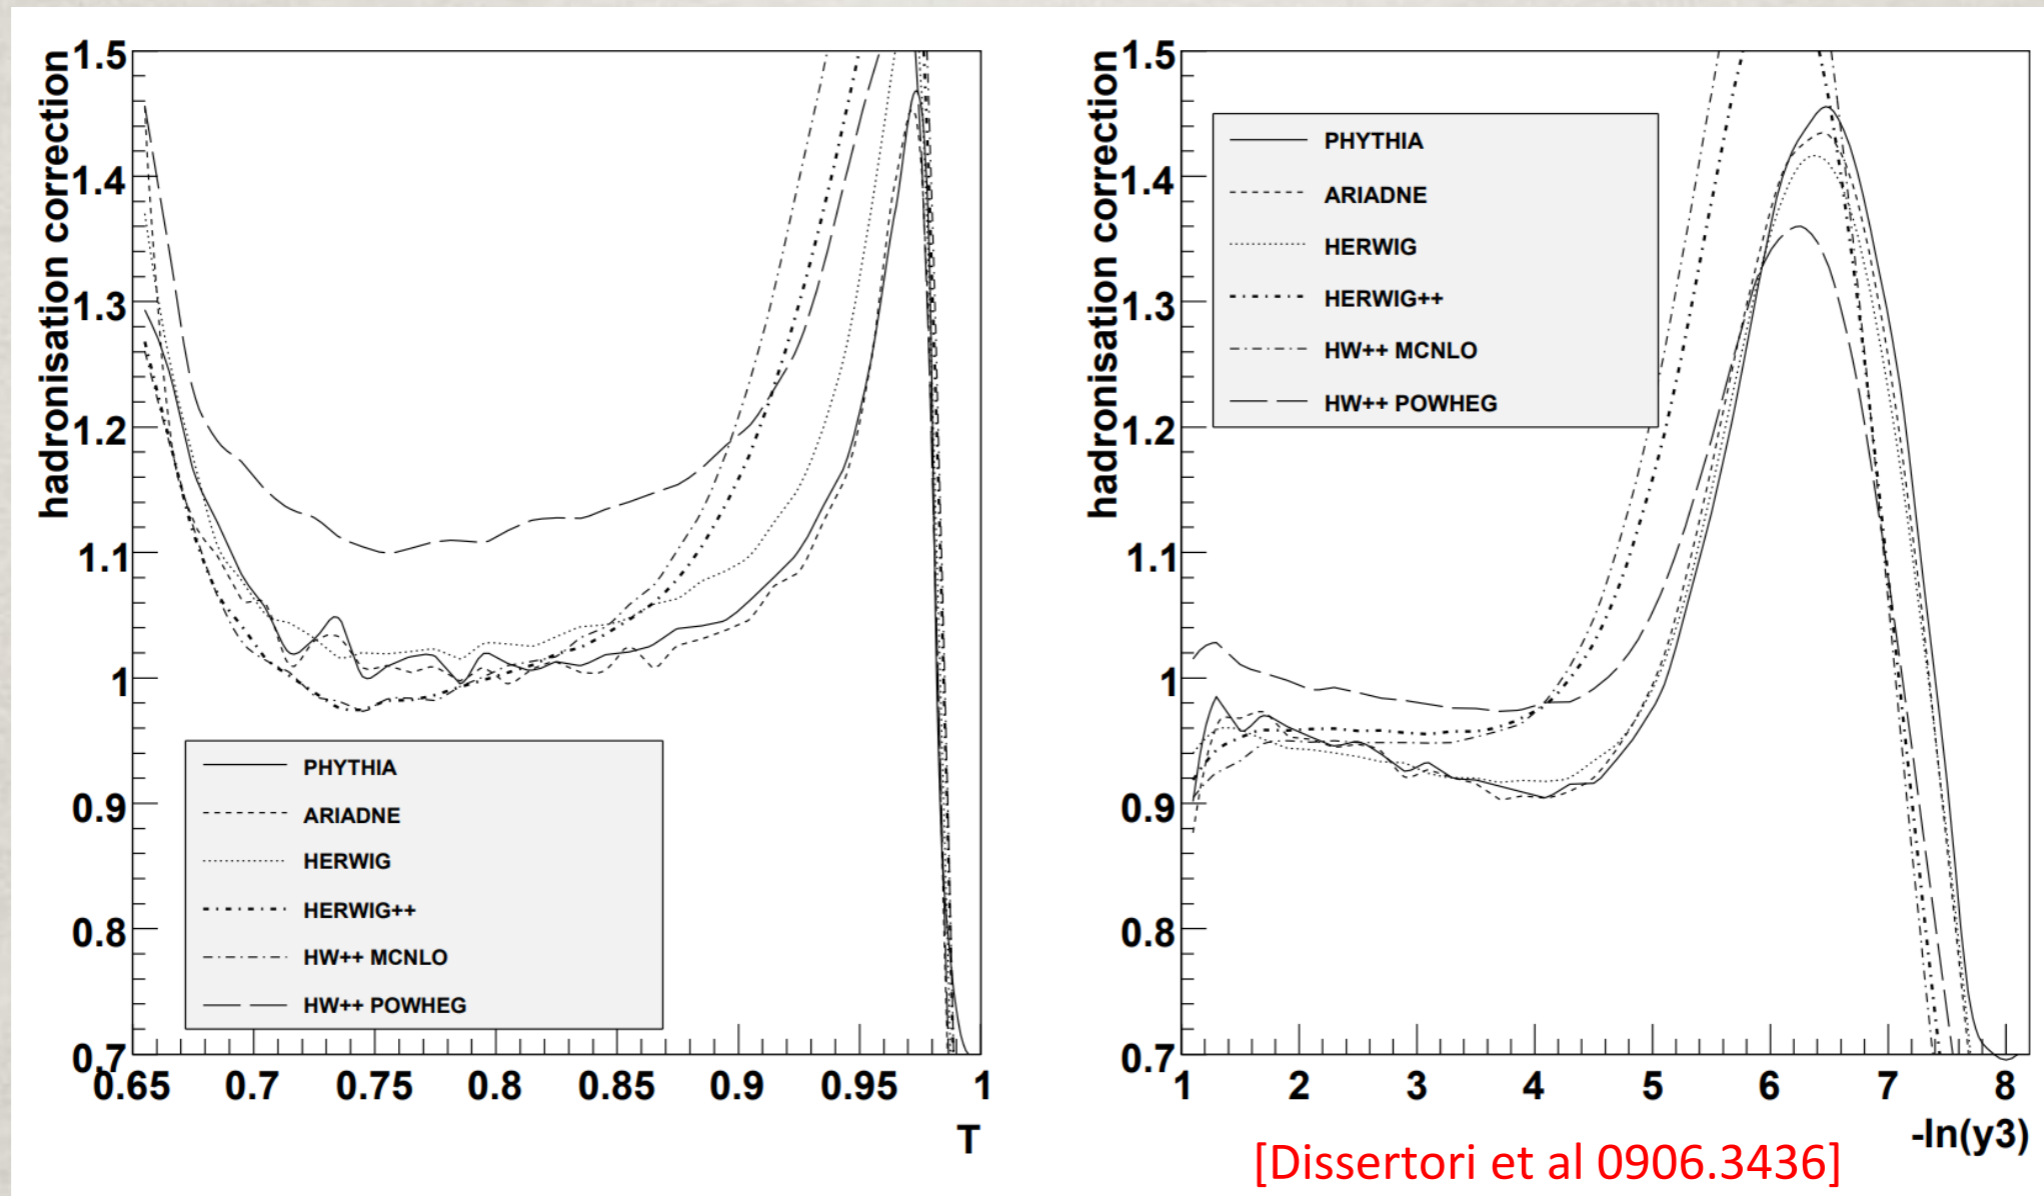 hadronisation correction
1.5
1.4
1.3
1.2
1.1
1
0.9
0.8
0.7
PHYTHIA
ARIADNE
HERWIG
HERWIG++
HW++ MCNLO
HW++ POWHEG
0.65 0.7 0.75 0.8 0.85 0.9 0.95 1
T
hadronisation correction
1.5
1.4
1.3
1.2
1.1
1
0.9
0.8
0.7
PHYTHIA
ARIADNE
HERWIG
HERWIG++
HW++ MCNLO
HW++ POWHEG
1 2 3 4 5 6 7 8
-ln(y3)
[Dissertori et al 0906.3436]